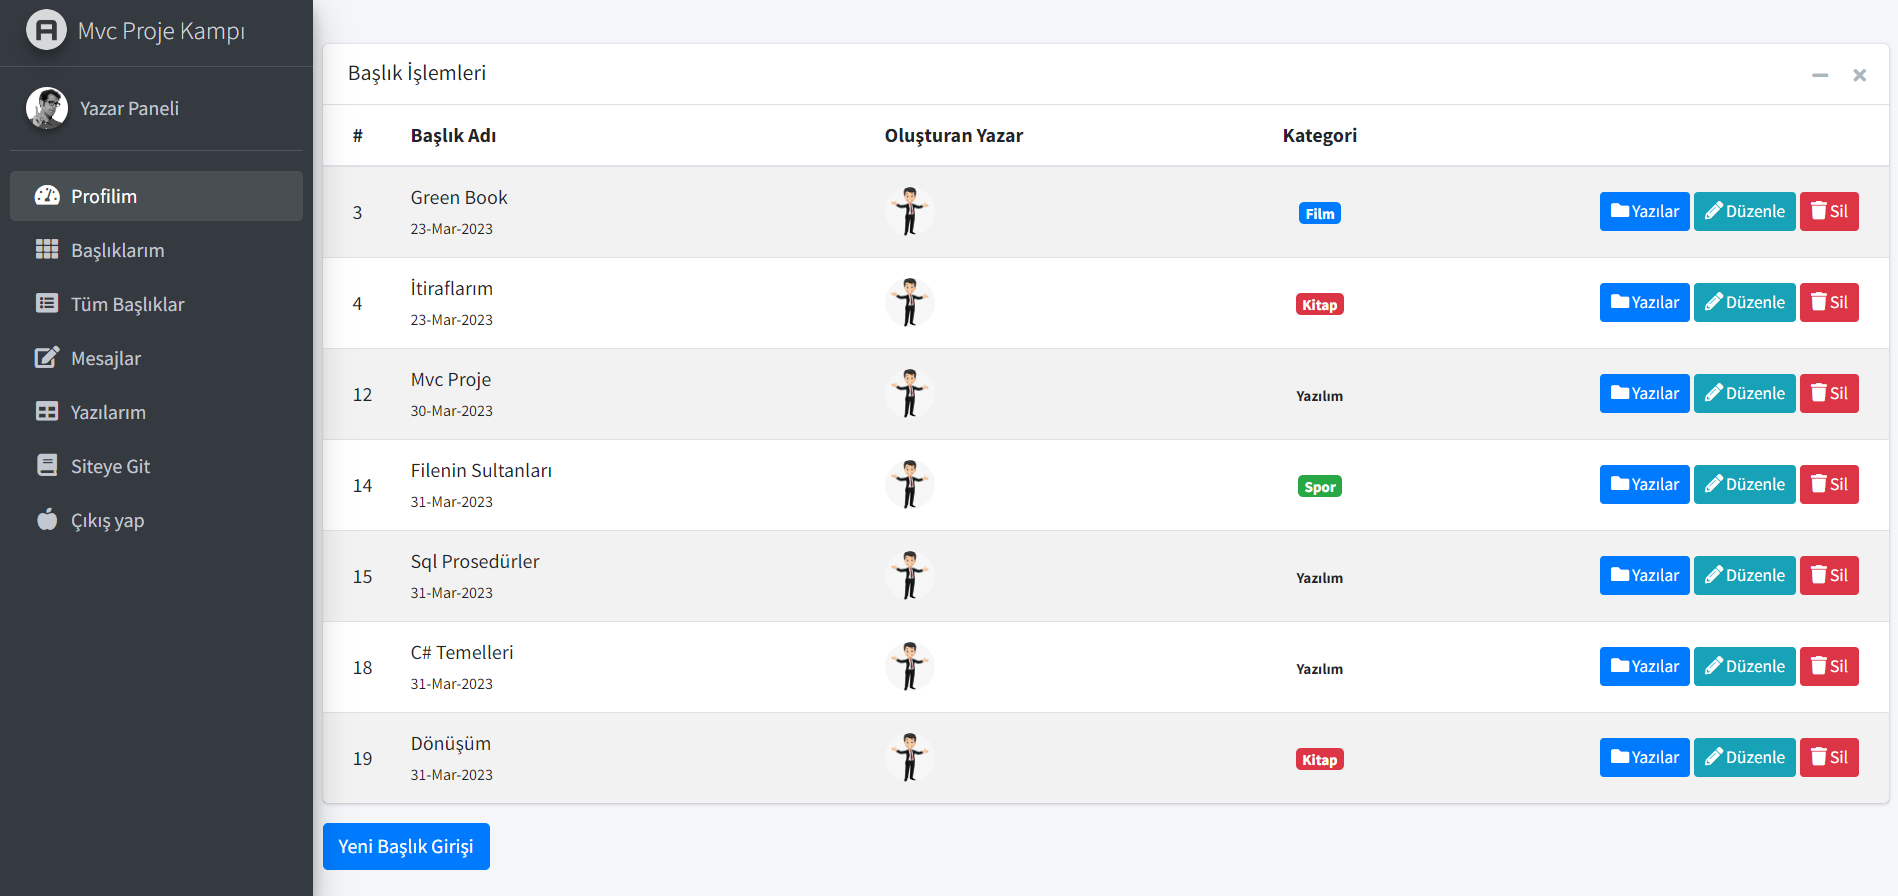 Mvc Proje Kampı
Yazar Paneli
Profilim
Başlıklarım
Tüm Başlıklar
Mesajlar
Yazılarım
Siteye Git
Çıkış yap
Başlık İşlemleri
# Başlık Adı Oluşturan Yazar Kategori
3 Green Book 23-Mar-2023 Film Yazılar Düzenle Sil
4 İtiraflarım 23-Mar-2023 Kitap Yazılar Düzenle Sil
12 Mvc Proje 30-Mar-2023 Yazılım Yazılar Düzenle Sil
14 Filenin Sultanları 31-Mar-2023 Spor Yazılar Düzenle Sil
15 Sql Prosedürler 31-Mar-2023 Yazılım Yazılar Düzenle Sil
18 C# Temelleri 31-Mar-2023 Yazılım Yazılar Düzenle Sil
19 Dönüşüm 31-Mar-2023 Kitap Yazılar Düzenle Sil
Yeni Başlık Girişi